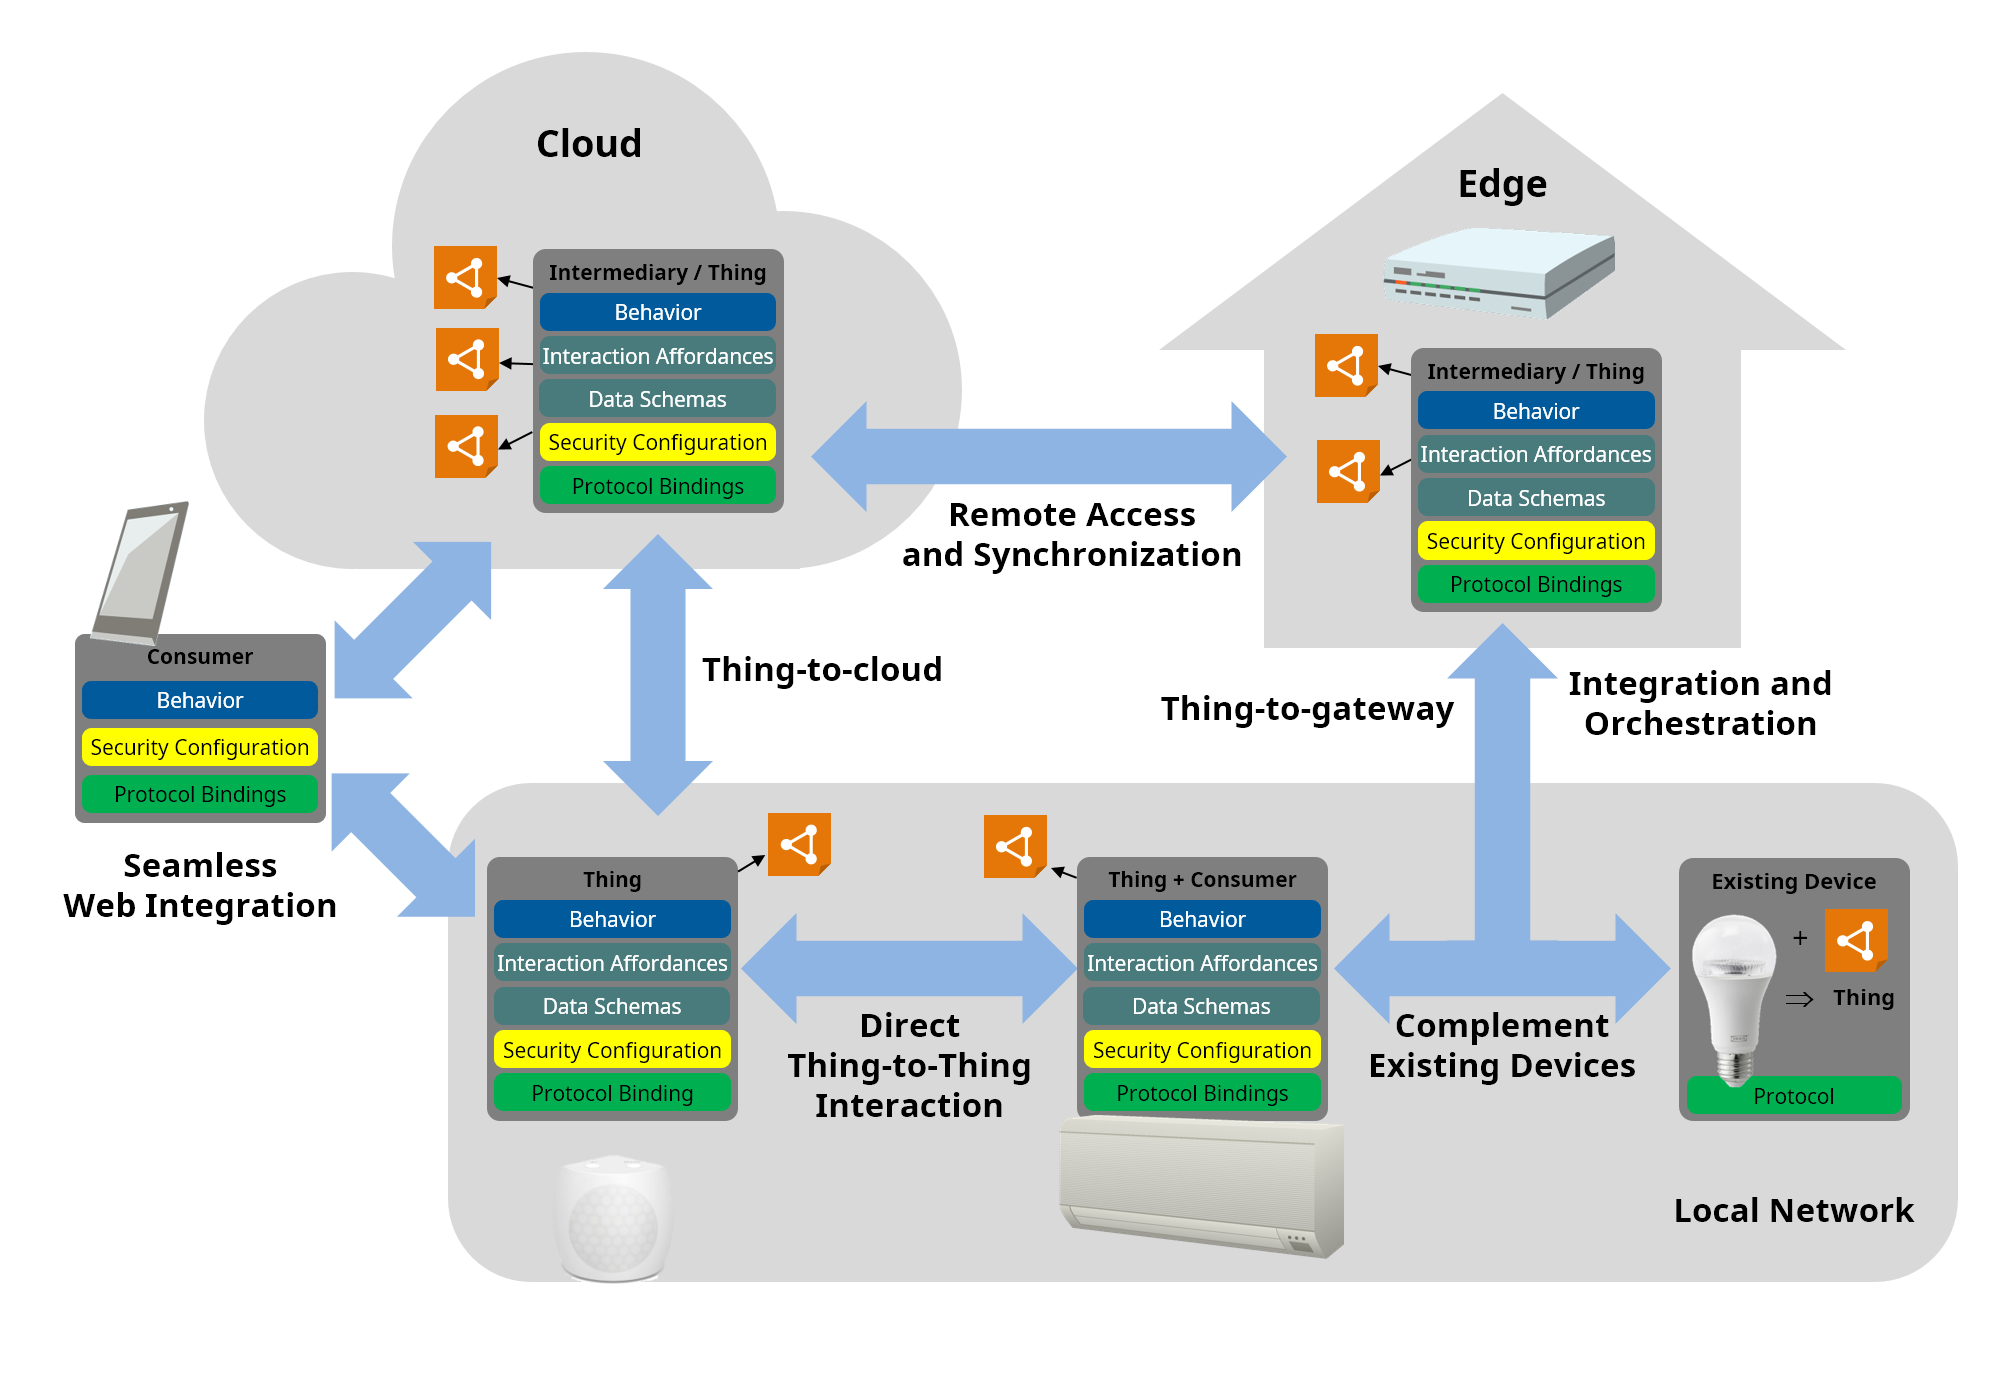 Cloud
Intermediary / Thing
Behavior
Interaction Affordances
Data Schemas
Security Configuration
Protocol Bindings
Edge
Intermediary / Thing
Behavior
Interaction Affordances
Data Schemas
Security Configuration
Protocol Bindings
Remote Access
and Synchronization
Consumer
Behavior
Security Configuration
Protocol Bindings
Seamless
Web Integration
Thing-to-cloud
Thing-to-gateway
Integration and
Orchestration
Thing
Behavior
Interaction Affordances
Data Schemas
Security Configuration
Protocol Binding
Direct
Thing-to-Thing
Interaction
Thing + Consumer
Behavior
Interaction Affordances
Data Schemas
Security Configuration
Protocol Bindings
Complement
Existing Devices
Existing Device
+
⇒ Thing
Protocol
Local Network